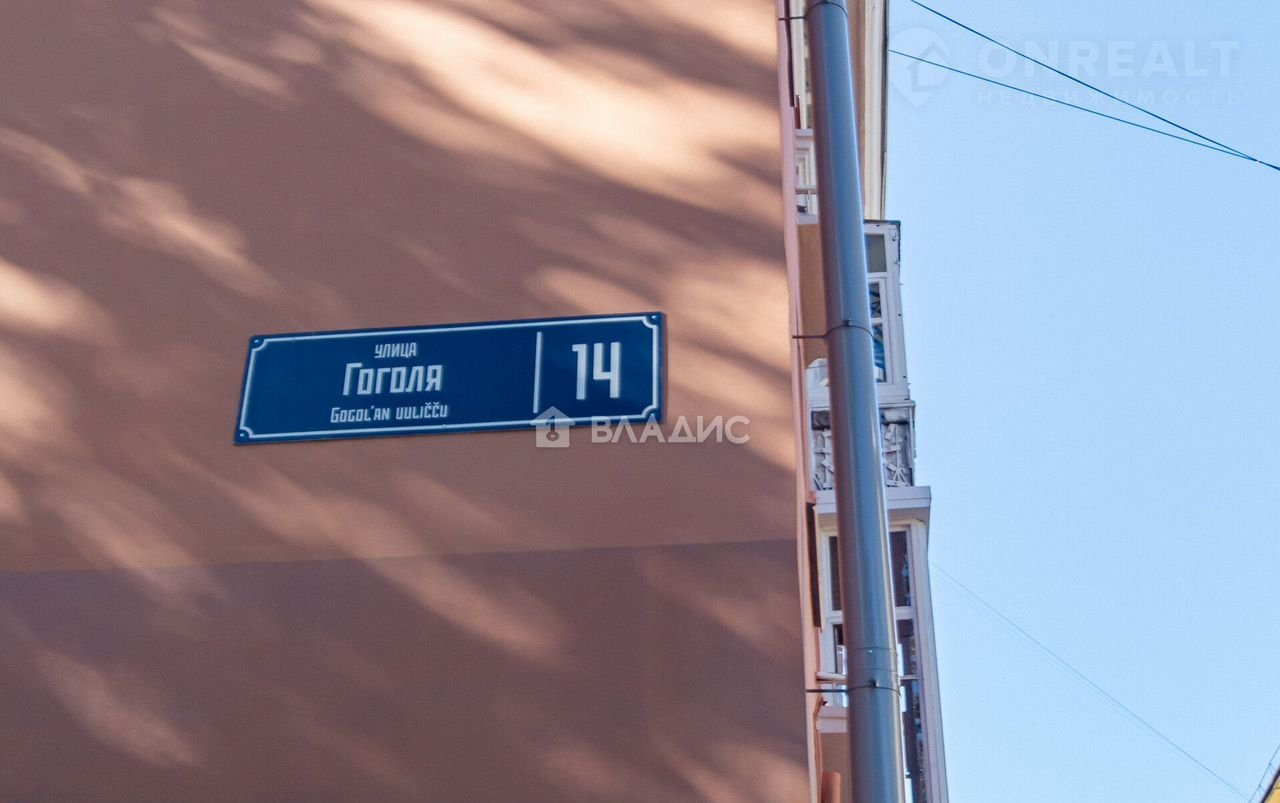 ONREALT
НЕДВИЖИМОСТЬ
улица
Гоголя
Gogol'an uuličču
14
ВЛАДИС